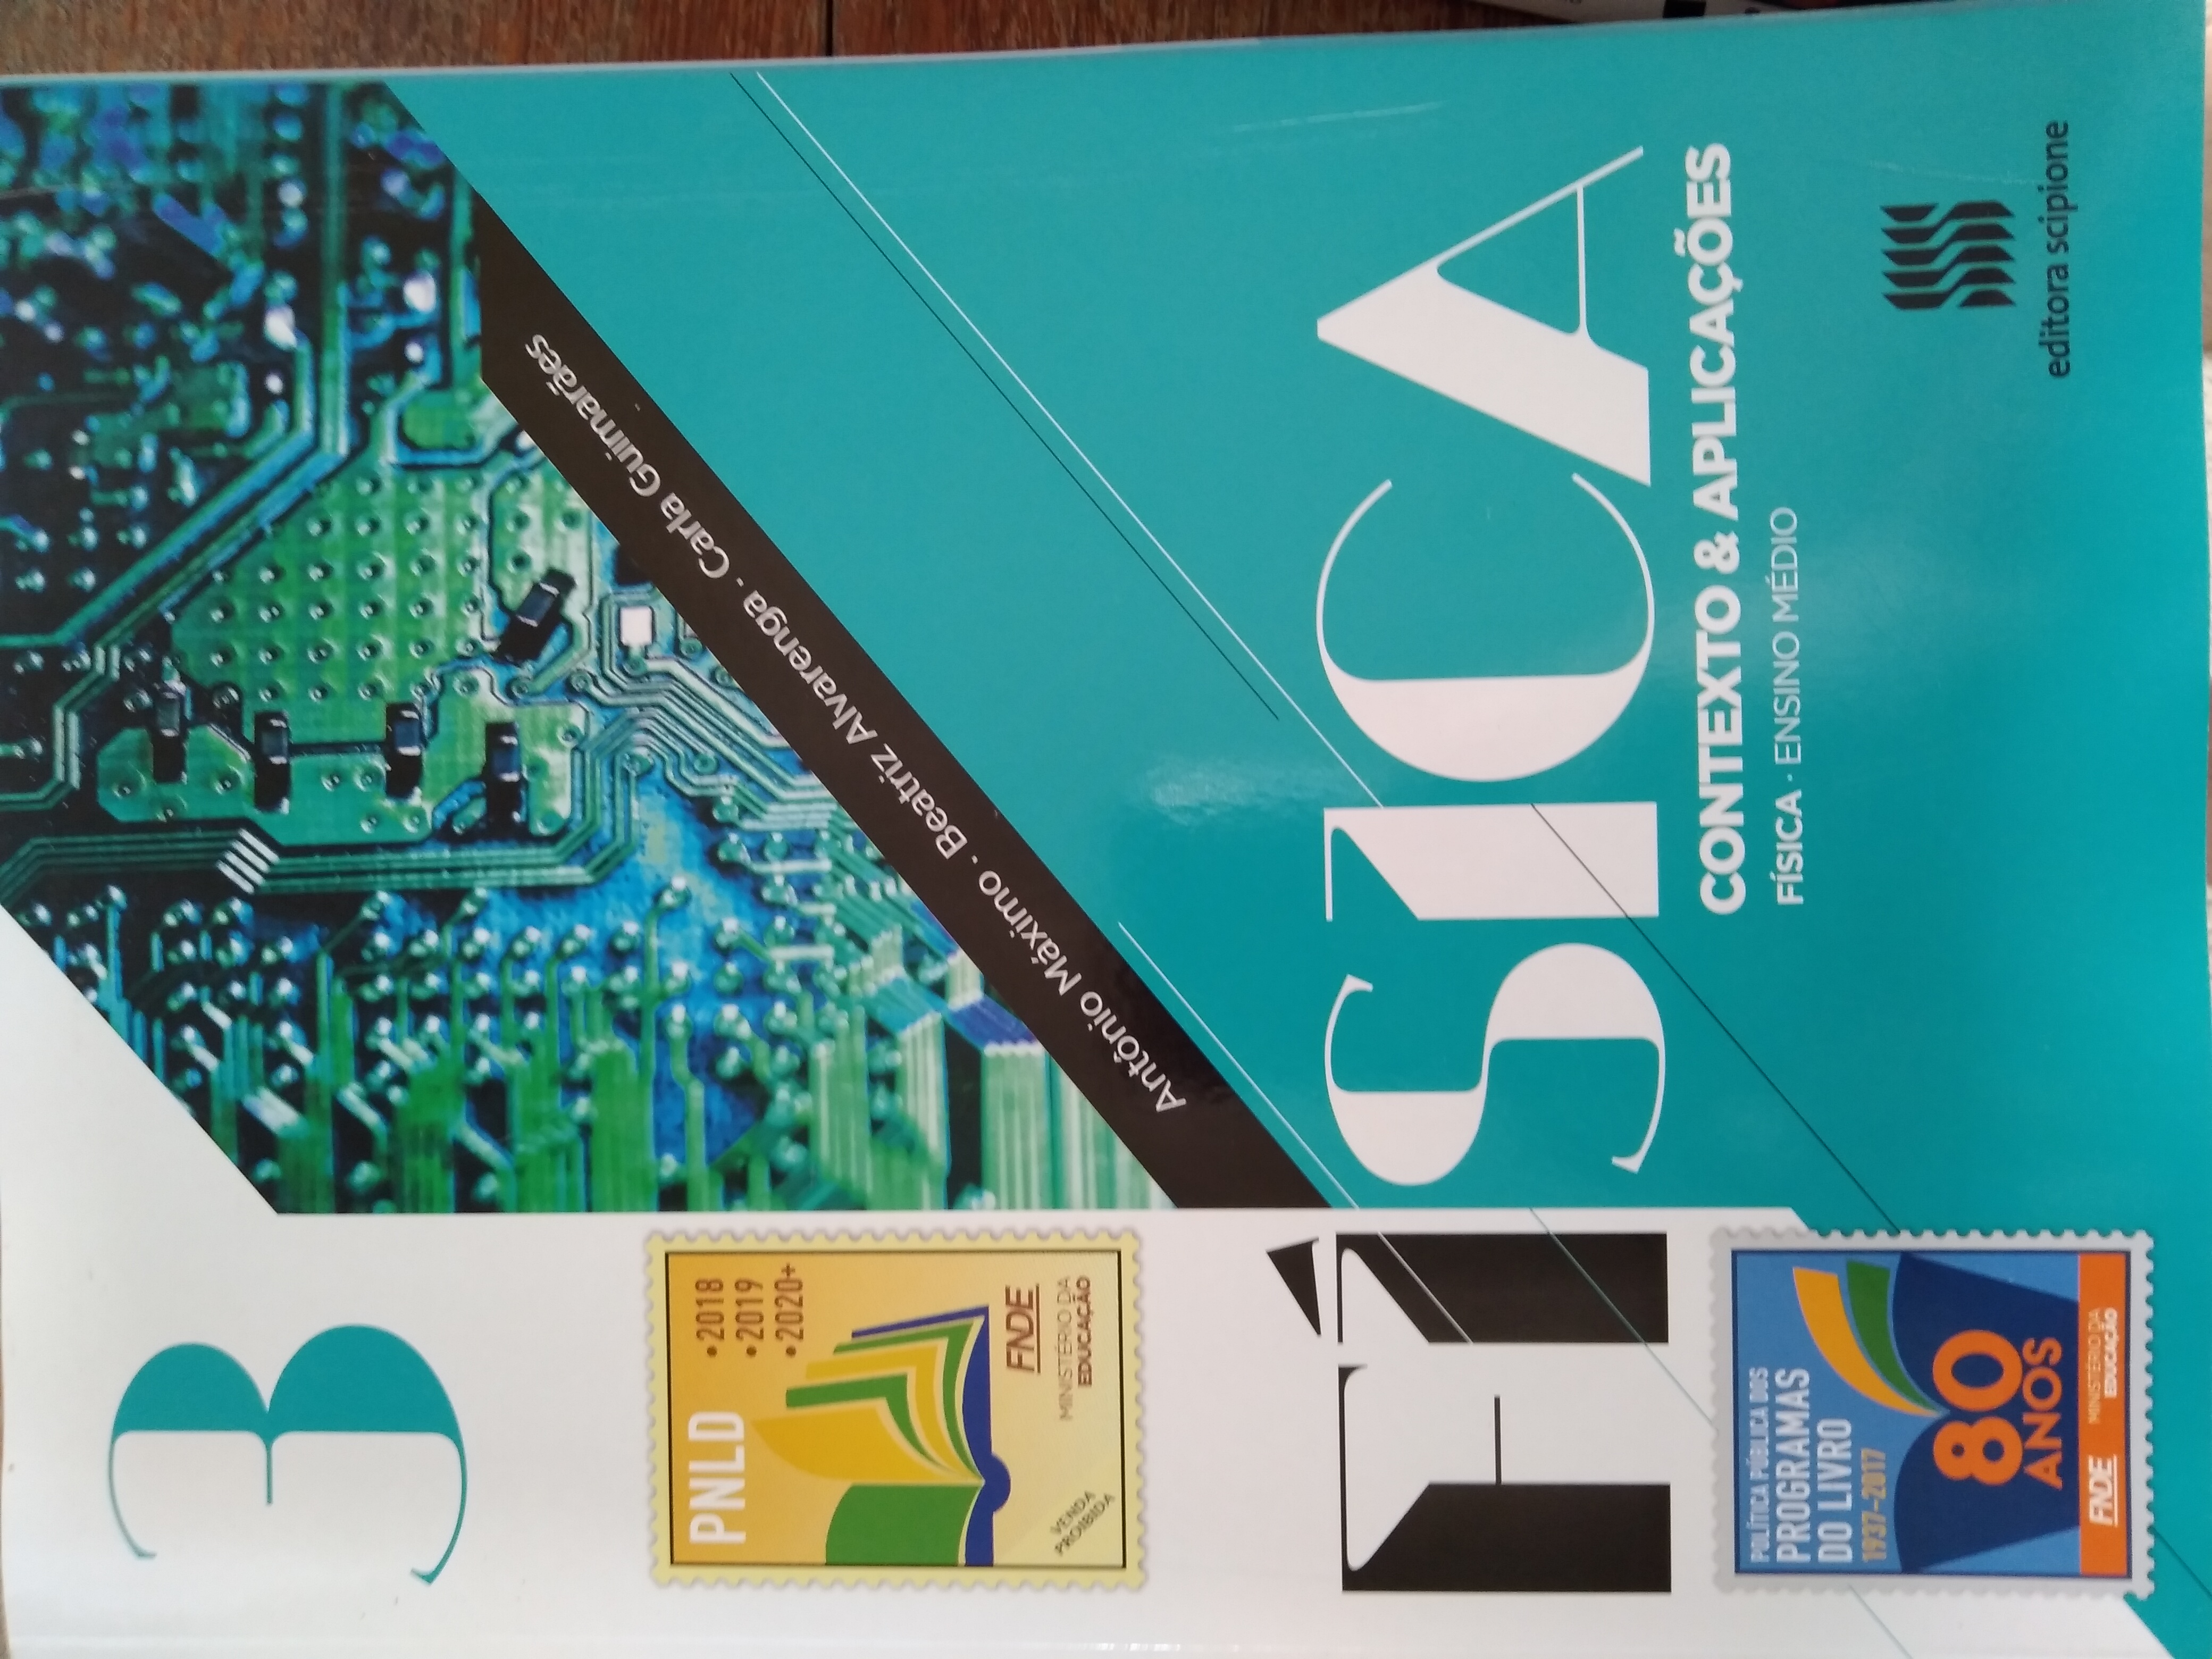 3
Antônio Máximo · Beatriz Alvarenga · Carla Guimarães
PNLD
•2018
•2019
•2020+
FNDE
MINISTÉRIO DA
EDUCAÇÃO
VENDA
PROIBIDA
FÍSICA
CONTEXTO & APLICAÇÕES
FÍSICA · ENSINO MÉDIO
POLÍTICA PÚBLICA DOS
PROGRAMAS
DO LIVRO
1937-2017
80
ANOS
FNDE
MINISTÉRIO DA
EDUCAÇÃO
editora scipione